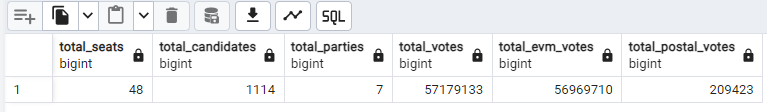 SQL
total_seats total_candidates total_parties total_votes total_evm_votes total_postal_votes
bigint bigint bigint bigint bigint bigint
1 48 1114 7 57179133 56969710 209423